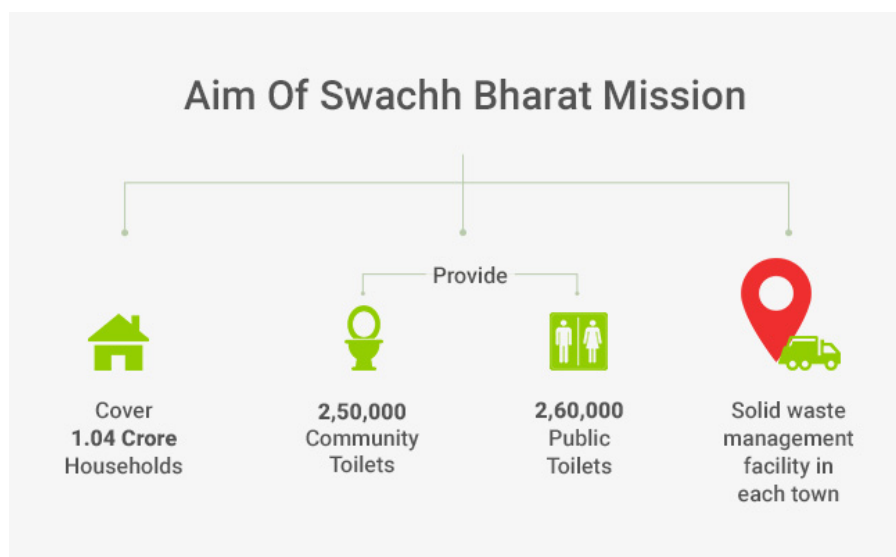 Aim Of Swachh Bharat Mission
Provide
Cover
1.04 Crore
Households
2,50,000
Community
Toilets
2,60,000
Public
Toilets
Solid waste
management
facility in
each town